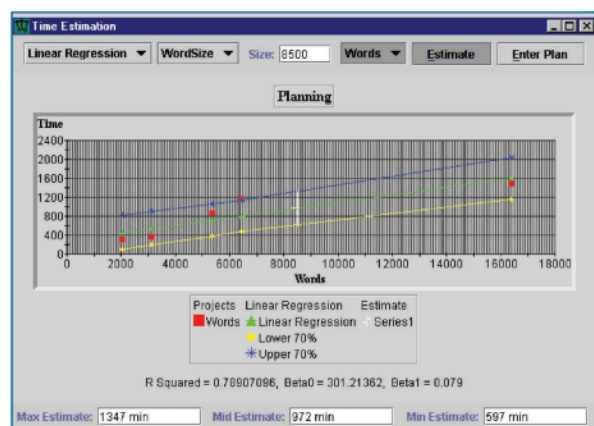 Time Estimation
Linear Regression WordSize Size: 8500 Words Estimate Enter Plan
Planning
Time
2400
2000
1600
1200
800
400
0
0 2000 4000 6000 8000 10000 12000 14000 16000 18000
Words
Projects Linear Regression Estimate
Words Linear Regression Series1
Lower 70%
Upper 70%
R Squared = 0.78907096, Beta0 = 301.21362, Beta1 = 0.079
Max Estimate: 1347 min Mid Estimate: 972 min Min Estimate: 597 min